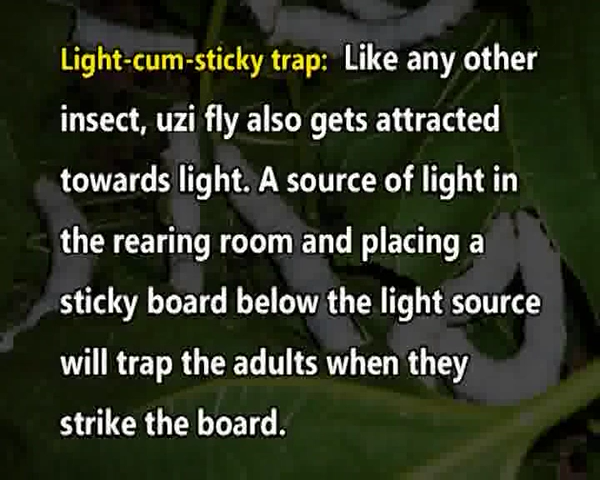 Light-cum-sticky trap: Like any other
insect, uzi fly also gets attracted
towards light. A source of light in
the rearing room and placing a
sticky board below the light source
will trap the adults when they
strike the board.